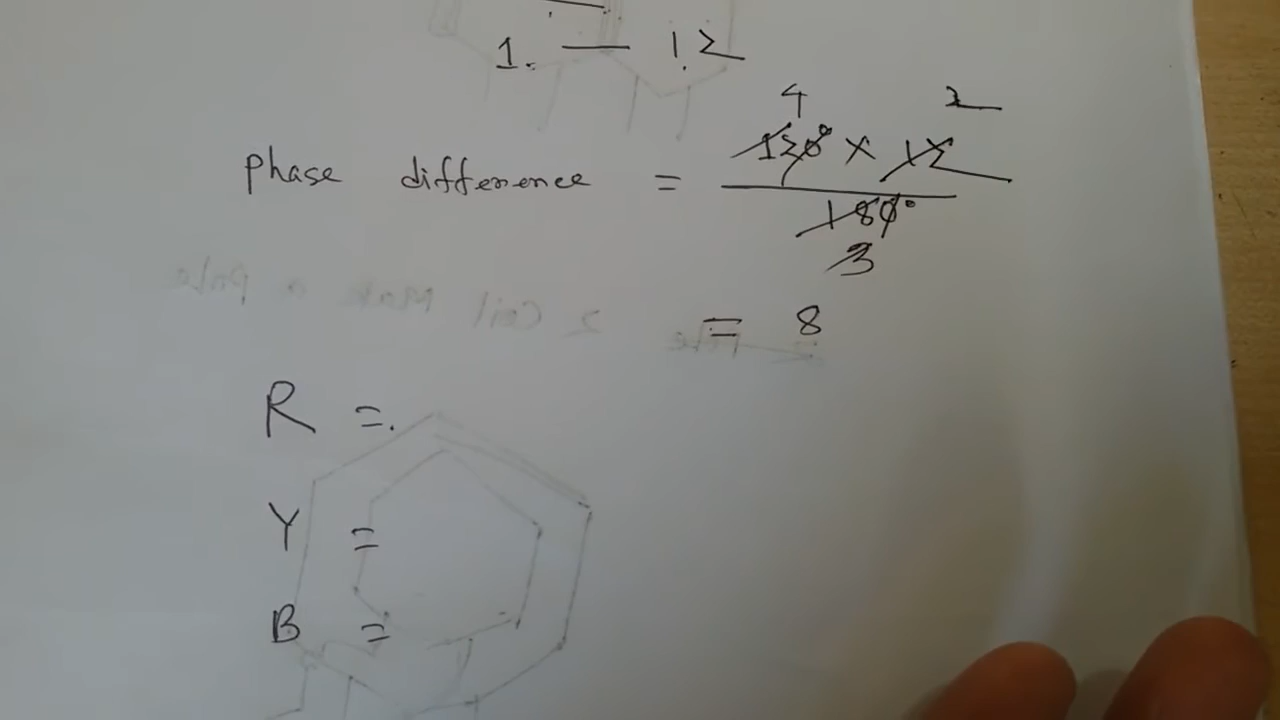 1. — 12
4 2
phase difference = 120° × 12
180°
3
= 8
R =
Y =
B =